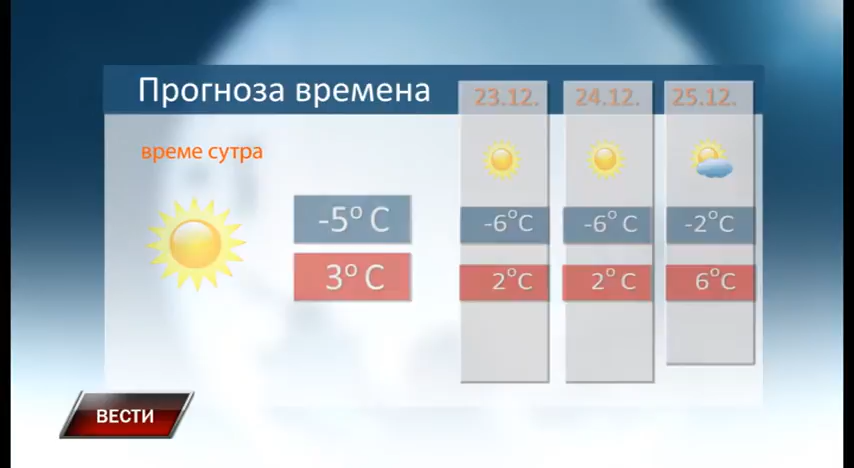 Прогноза времена
23.12. 24.12. 25.12.
време сутра
-5° C
-6°C -6° C -2°C
3° C
2°C 2° C 6°C
ВЕСТИ